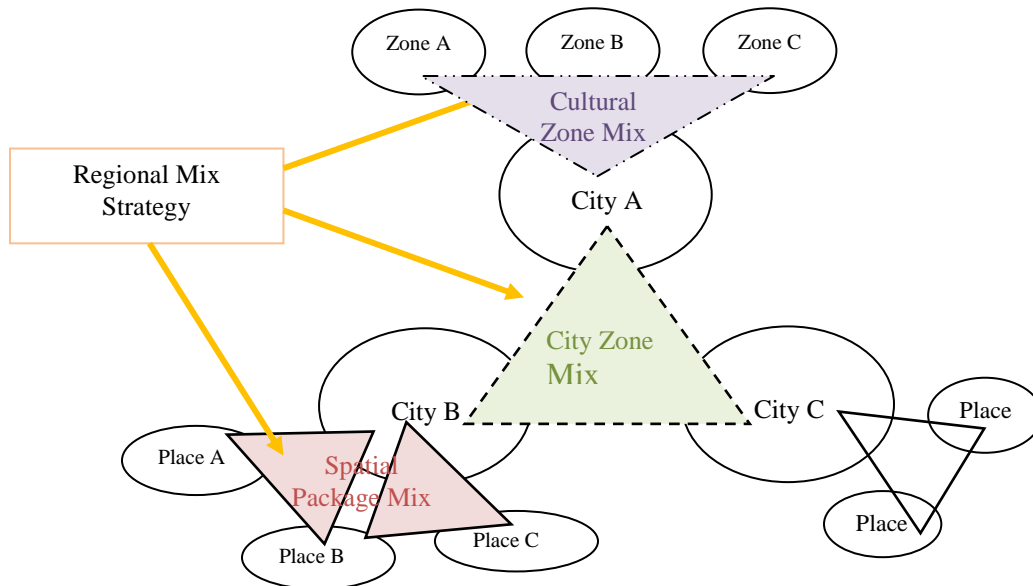 Zone A
Zone B
Zone C
Cultural
Zone Mix
Regional Mix
Strategy
City A
City Zone
Mix
City B
City C
Place
Place A
Spatial
Package Mix
Place
Place B
Place C